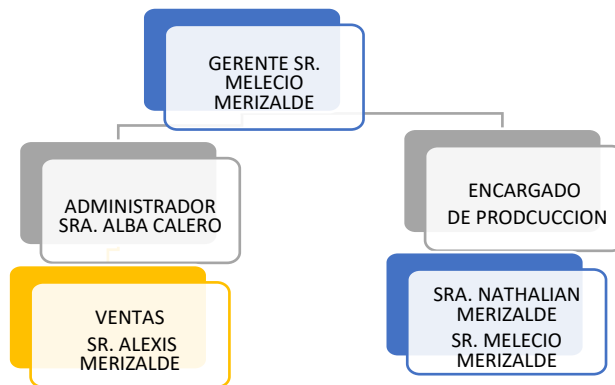 GERENTE SR.
MELECIO
MERIZALDE
ADMINISTRADOR
SRA. ALBA CALERO
ENCARGADO
DE PRODCUCCION
VENTAS
SR. ALEXIS
MERIZALDE
SRA. NATHALIAN
MERIZALDE
SR. MELECIO
MERIZALDE